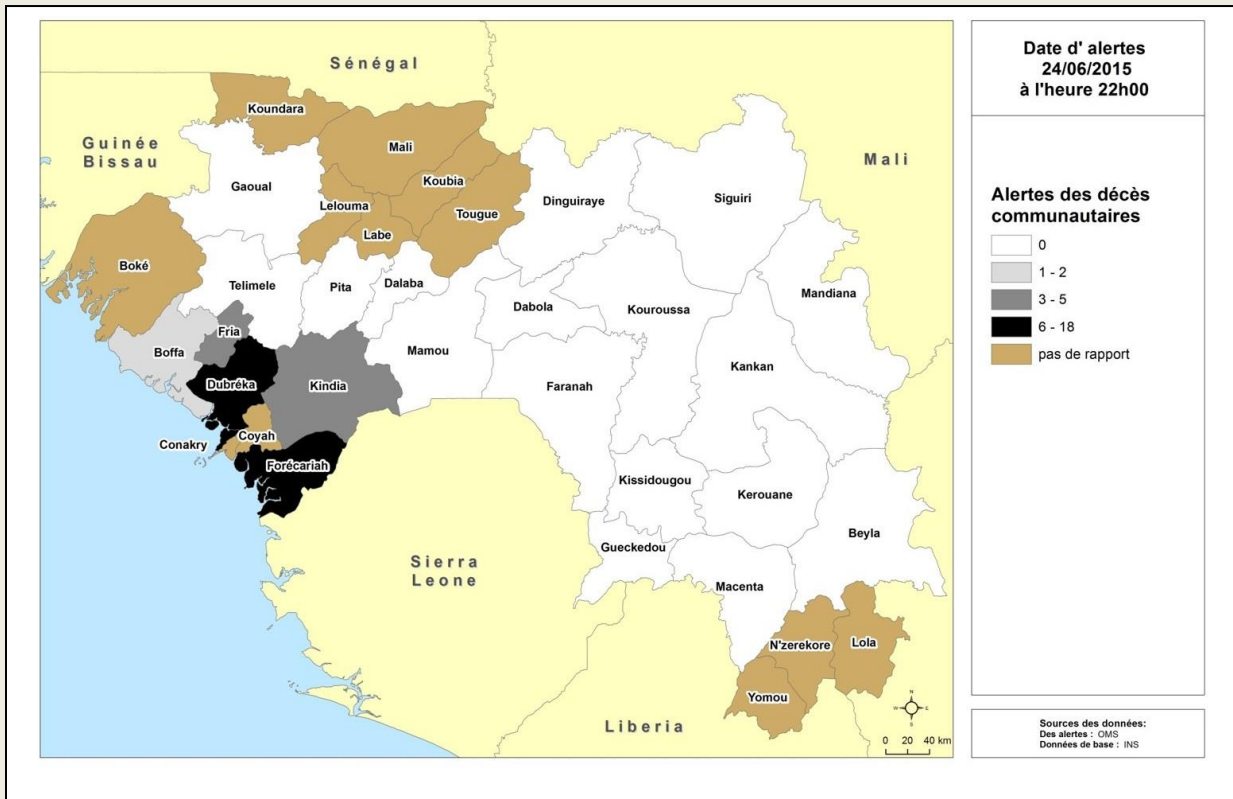 Sénégal
Koundara
Guinée
Bissau
Mali
Mali
Koubia
Gaoual
Lelouma
Tougue
Labe
Dinguiraye
Siguiri
Boké
Telimele
Pita
Dalaba
Dabola
Kouroussa
Mandiana
Fria
Boffa
Mamou
Kankan
Dubréka
Kindia
Faranah
Coyah
Conakry
Forécariah
Kissidougou
Kerouane
Beyla
Gueckedou
Sierra
Leone
Macenta
N'zerekore
Lola
Yomou
Liberia
N
W
E
S
0 20 40 km
Date d' alertes
24/06/2015
à l'heure 22h00
Alertes des décès
communautaires
0
1 - 2
3 - 5
6 - 18
pas de rapport
Sources des données:
Des alertes : OMS
Données de base : INS